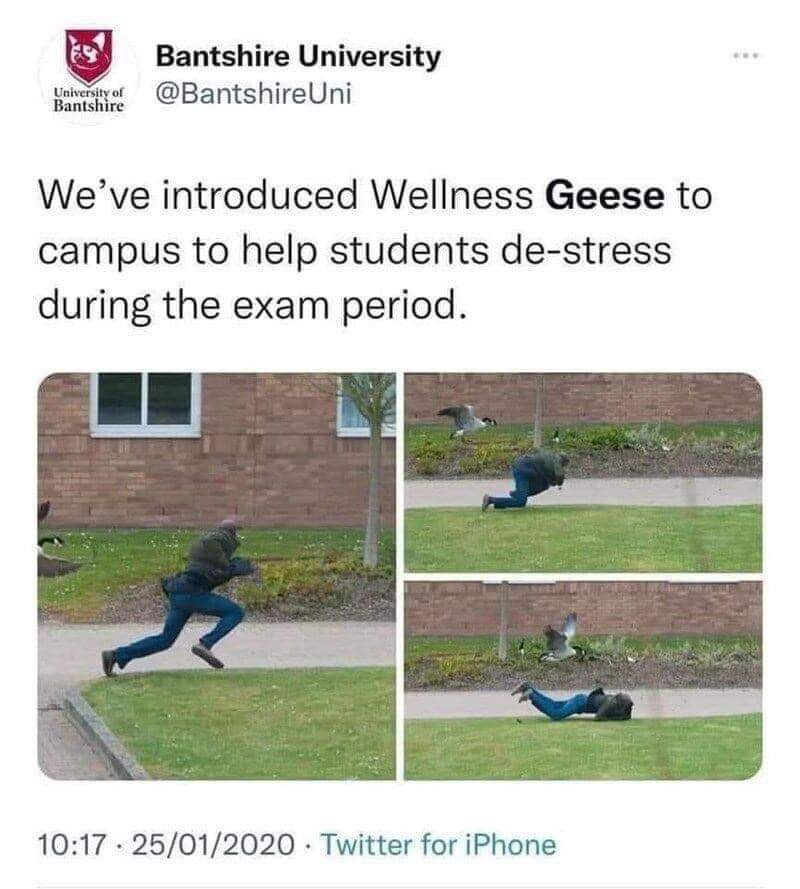 University of
Bantshire
Bantshire University
@BantshireUni
We’ve introduced Wellness Geese to
campus to help students de-stress
during the exam period.
10:17 · 25/01/2020 · Twitter for iPhone